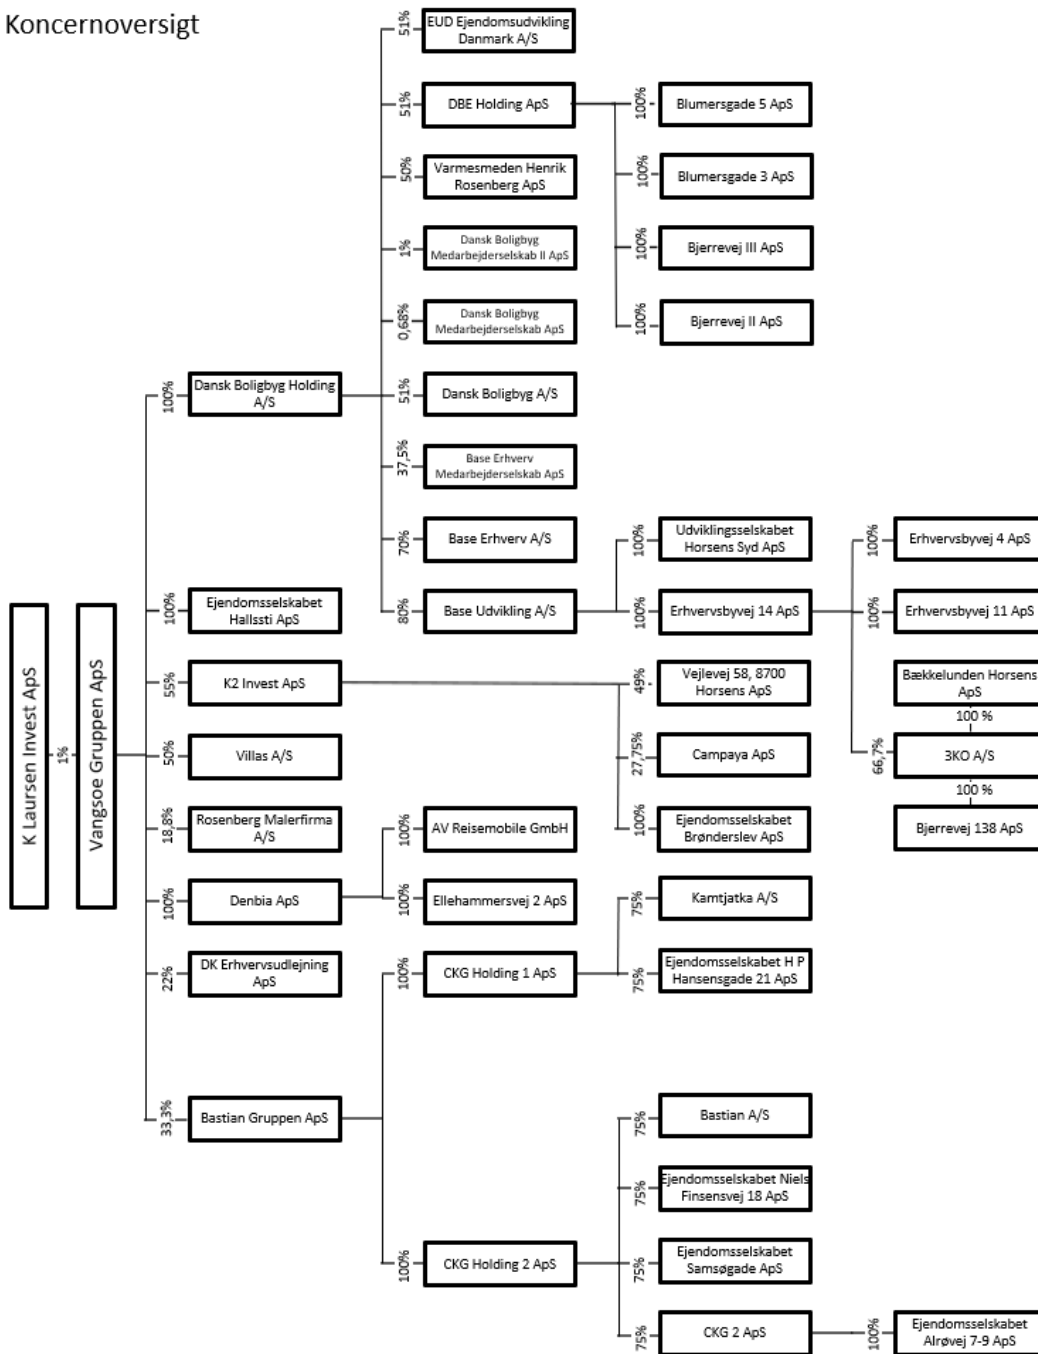 Koncernoversigt
51%
EUD Ejendomsudvikling
Danmark A/S
51%
DBE Holding ApS
100%
Blumersgade 5 ApS
50%
Varmesmeden Henrik
Rosenberg ApS
100%
Blumersgade 3 ApS
1%
Dansk Boligbyg
Medarbejderselskab II ApS
100%
Bjerrevej III ApS
0,68%
Dansk Boligbyg
Medarbejderselskab ApS
100%
Bjerrevej II ApS
100%
Dansk Boligbyg Holding
A/S
51%
Dansk Boligbyg A/S
37,5%
Base Erhverv
Medarbejderselskab ApS
70%
Base Erhverv A/S
100%
Udviklingsselskabet
Horsens Syd ApS
100%
Erhvervsbyvej 4 ApS
100%
Ejendomsselskabet
Hallssti ApS
80%
Base Udvikling A/S
100%
Erhvervsbyvej 14 ApS
100%
Erhvervsbyvej 11 ApS
K Laursen Invest ApS
1%
Vangsoe Gruppen ApS
55%
K2 Invest ApS
49%
Vejlevej 58, 8700
Horsens ApS
Bækkelunden Horsens
ApS
100 %
50%
Villas A/S
27,75%
Campaya ApS
66,7%
3KO A/S
100 %
18,8%
Rosenberg Malerfirma
A/S
100%
AV Reisemobile GmbH
100%
Ejendomsselskabet
Brønderslev ApS
Bjerrevej 138 ApS
100%
Denbia ApS
100%
Ellehammersvej 2 ApS
75%
Kamtjatka A/S
22%
DK Erhvervsudlejning
ApS
100%
CKG Holding 1 ApS
75%
Ejendomsselskabet H P
Hansensgade 21 ApS
33,3%
Bastian Gruppen ApS
75%
Bastian A/S
75%
Ejendomsselskabet Niels
Finsensvej 18 ApS
100%
CKG Holding 2 ApS
75%
Ejendomsselskabet
Samsøgade ApS
75%
CKG 2 ApS
100%
Ejendomsselskabet
Alrøvej 7-9 ApS